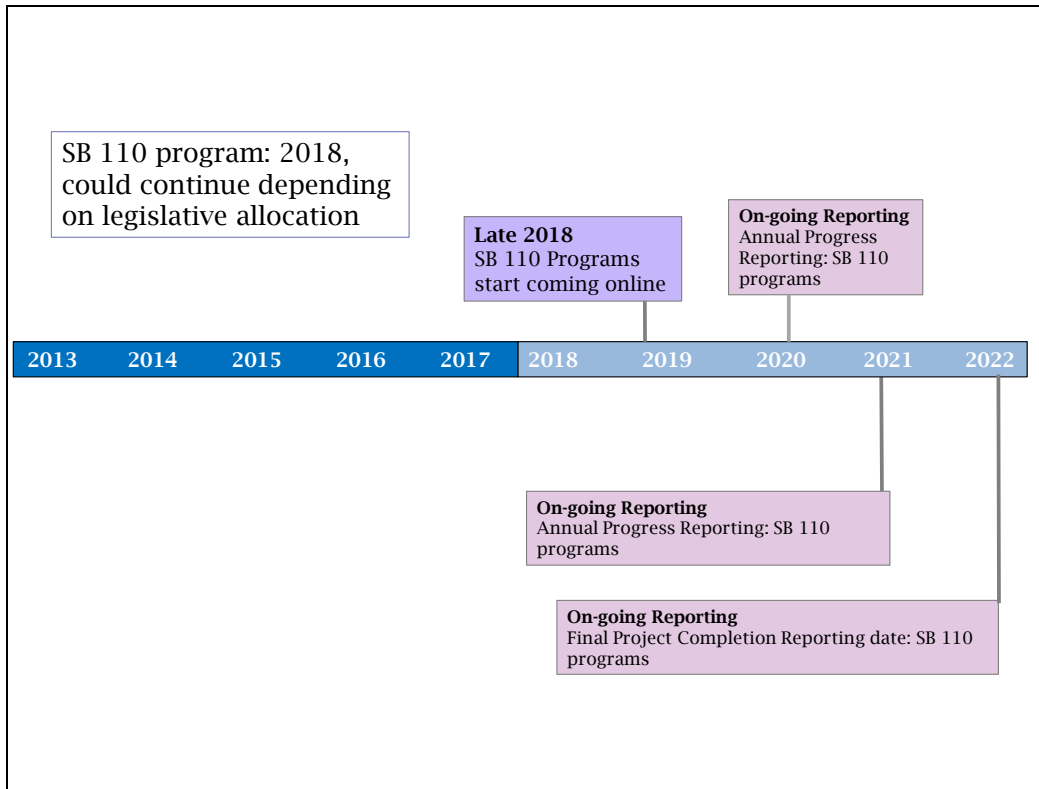 SB 110 program: 2018,
could continue depending
on legislative allocation
Late 2018
SB 110 Programs
start coming online
On-going Reporting
Annual Progress
Reporting: SB 110
programs
2013 2014 2015 2016 2017 2018 2019 2020 2021 2022
On-going Reporting
Annual Progress Reporting: SB 110
programs
On-going Reporting
Final Project Completion Reporting date: SB 110
programs